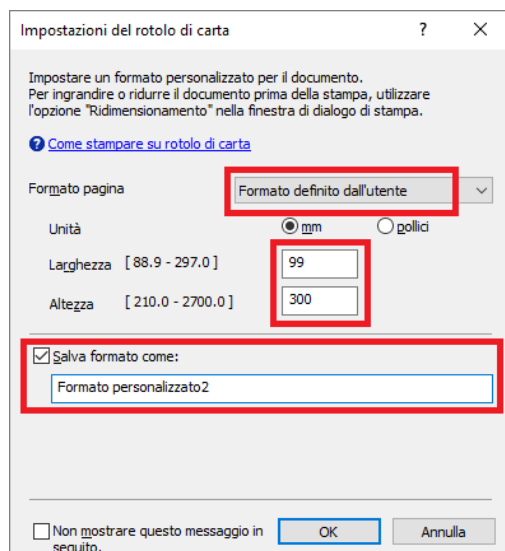 Impostazioni del rotolo di carta ?
Impostare un formato personalizzato per il documento.
Per ingrandire o ridurre il documento prima della stampa, utilizzare
l'opzione "Ridimensionamento" nella finestra di dialogo di stampa.
? Come stampare su rotolo di carta
Formato pagina Formato definito dall'utente
Unità mm pollici
Larghezza [ 88.9 - 297.0 ] 99
Altezza [ 210.0 - 2700.0 ] 300
Salva formato come:
Formato personalizzato2
Non mostrare questo messaggio in OK Annulla
seguito.